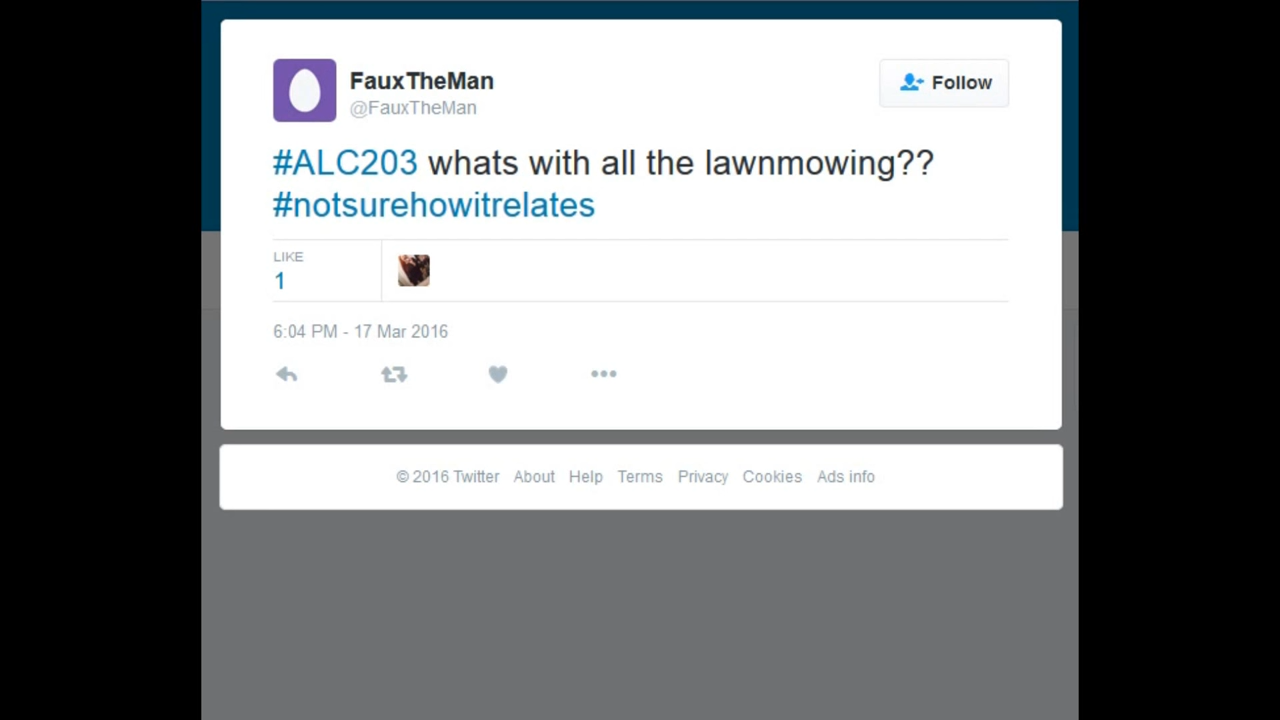 FauxTheMan
@FauxTheMan
Follow
#ALC203 whats with all the lawnmowing??
#notsurehowitrelates
LIKE
1
6:04 PM - 17 Mar 2016
© 2016 Twitter About Help Terms Privacy Cookies Ads info